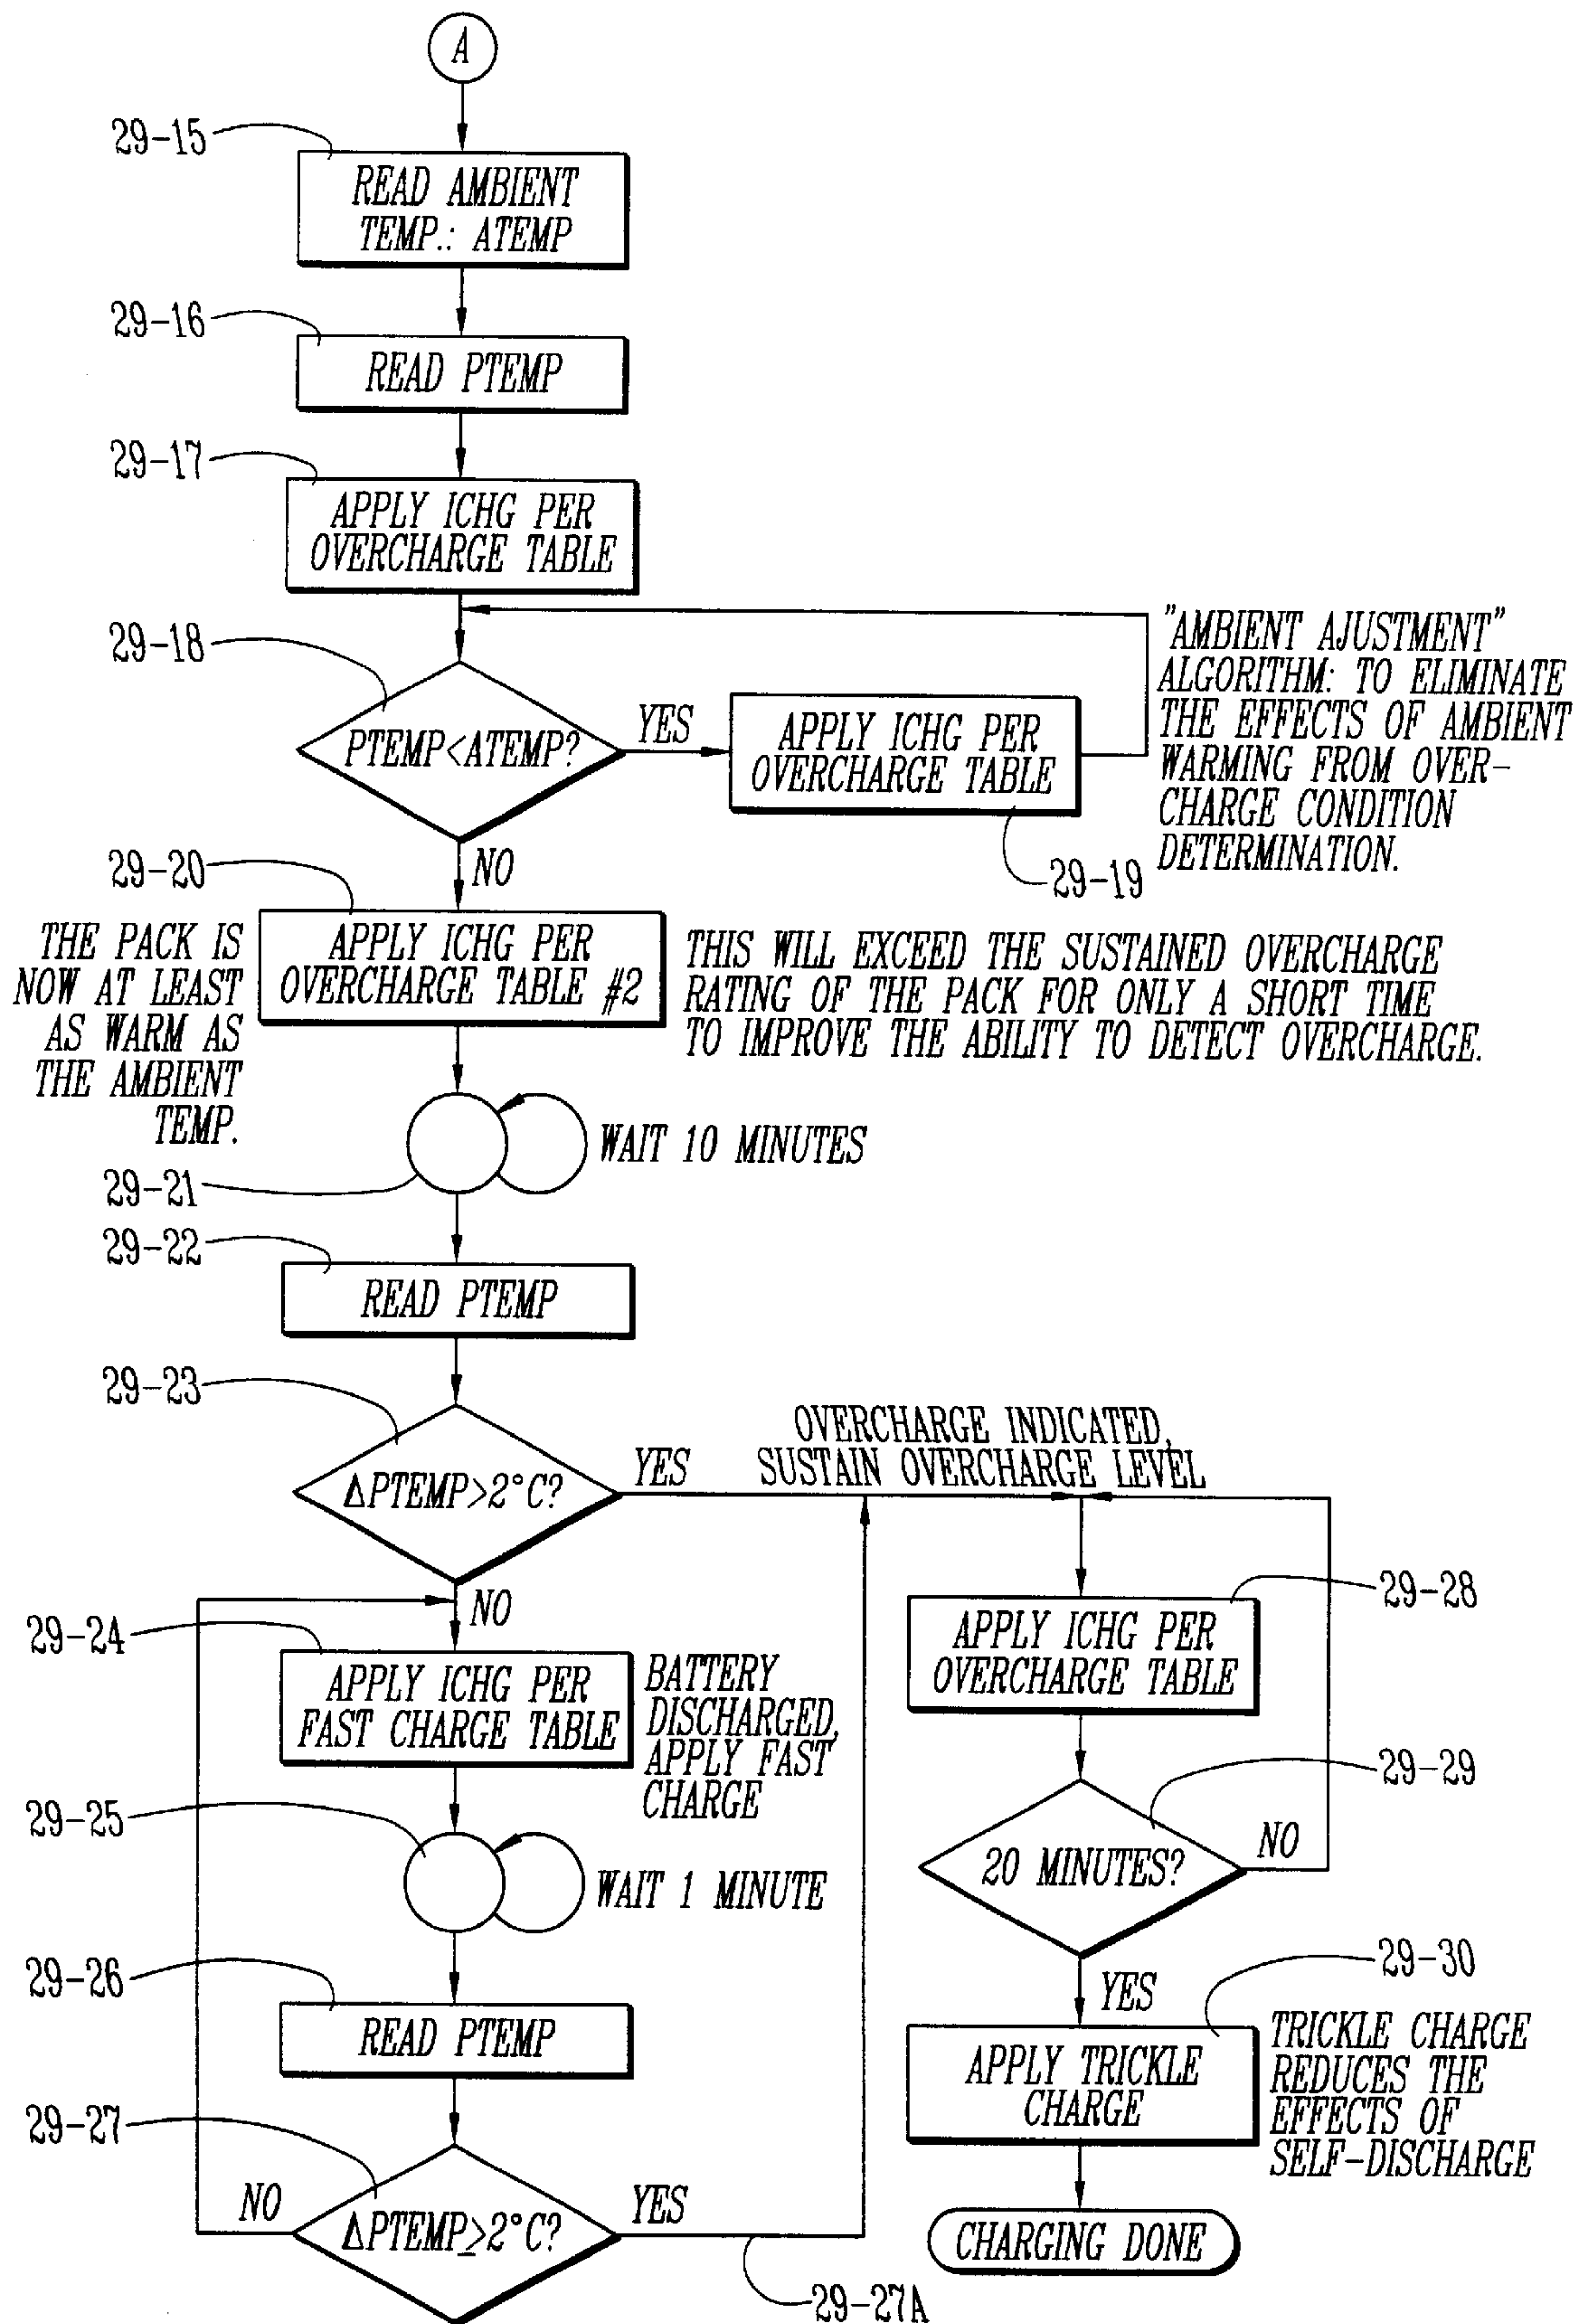 A
29-15
READ AMBIENT
TEMP.: ATEMP
29-16
READ PTEMP
29-17
APPLY ICHG PER
OVERCHARGE TABLE
29-18
PTEMP<ATEMP?
YES
APPLY ICHG PER
OVERCHARGE TABLE
29-19
"AMBIENT AJUSTMENT"
ALGORITHM: TO ELIMINATE
THE EFFECTS OF AMBIENT
WARMING FROM OVER-
CHARGE CONDITION
DETERMINATION.
NO
29-20
THE PACK IS
NOW AT LEAST
AS WARM AS
THE AMBIENT
TEMP.
APPLY ICHG PER
OVERCHARGE TABLE #2
THIS WILL EXCEED THE SUSTAINED OVERCHARGE
RATING OF THE PACK FOR ONLY A SHORT TIME
TO IMPROVE THE ABILITY TO DETECT OVERCHARGE.
29-21
WAIT 10 MINUTES
29-22
READ PTEMP
29-23
ΔPTEMP>2°C?
YES
OVERCHARGE INDICATED,
SUSTAIN OVERCHARGE LEVEL
NO
29-24
APPLY ICHG PER
FAST CHARGE TABLE
BATTERY
DISCHARGED,
APPLY FAST
CHARGE
29-25
WAIT 1 MINUTE
29-26
READ PTEMP
29-27
ΔPTEMP≥2°C?
NO
YES
29-27A
29-28
APPLY ICHG PER
OVERCHARGE TABLE
29-29
20 MINUTES?
NO
YES
29-30
APPLY TRICKLE
CHARGE
TRICKLE CHARGE
REDUCES THE
EFFECTS OF
SELF-DISCHARGE
CHARGING DONE